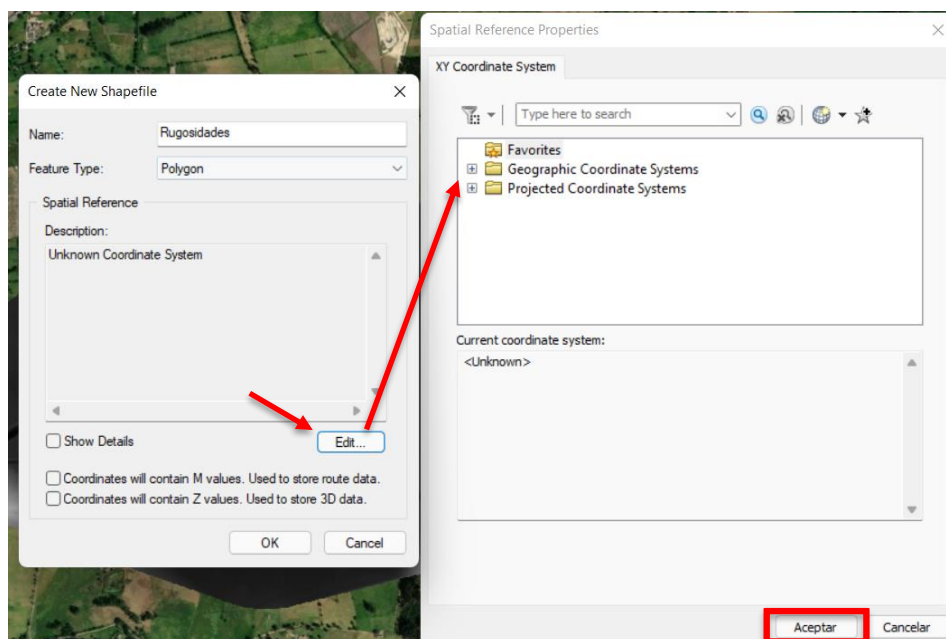 Create New Shapefile
Name:
Rugosidades
Feature Type:
Polygon
Spatial Reference
Description:
Unknown Coordinate System
Show Details
Edit...
Coordinates will contain M values. Used to store route data.
Coordinates will contain Z values. Used to store 3D data.
OK
Cancel
Spatial Reference Properties
XY Coordinate System
Type here to search
Favorites
Geographic Coordinate Systems
Projected Coordinate Systems
Current coordinate system:
<Unknown>
Aceptar
Cancelar